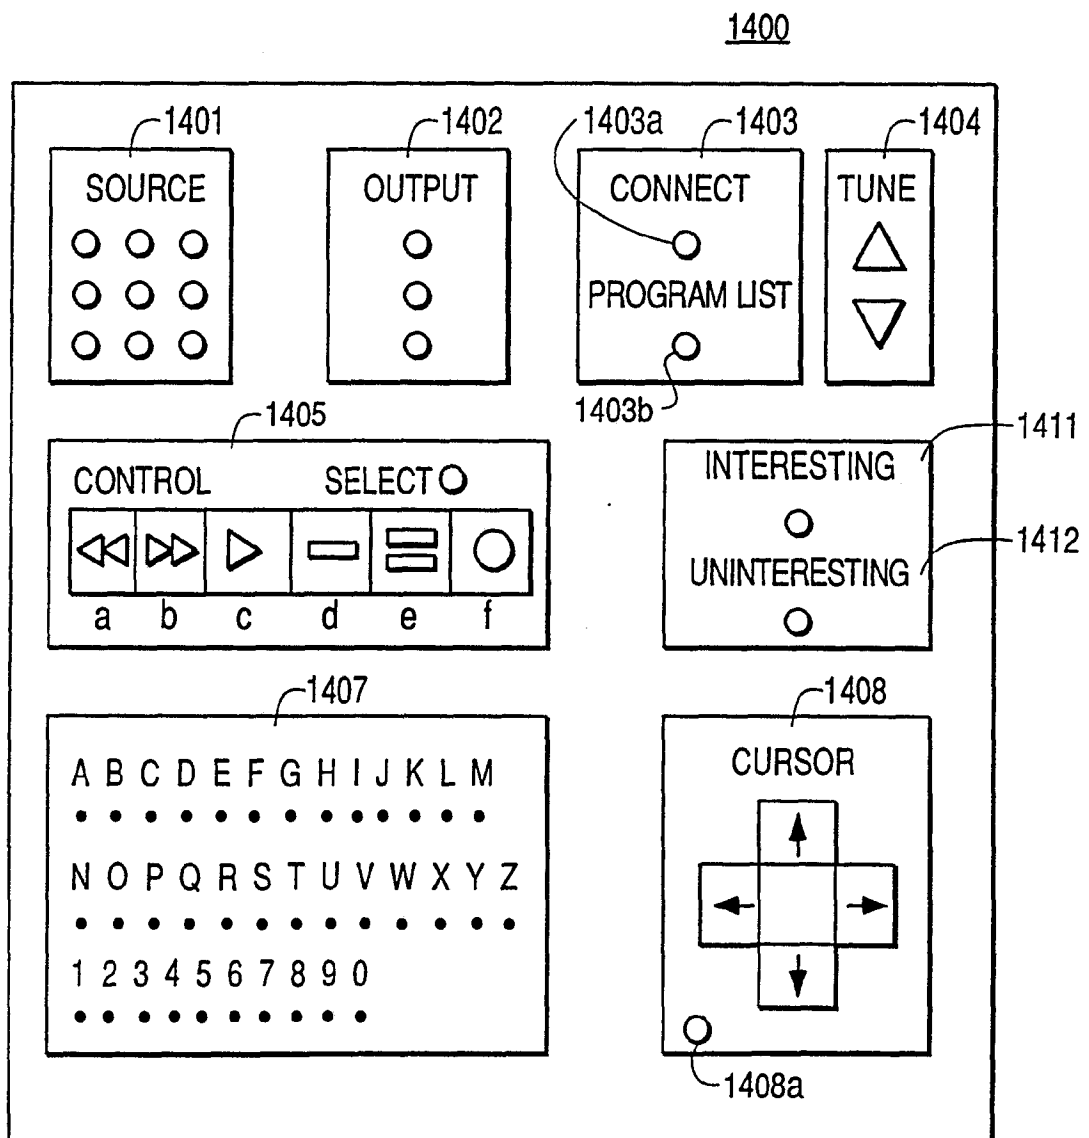 1400
1401
1402
1403a
1403
1404
SOURCE
OUTPUT
CONNECT
TUNE
PROGRAM LIST
1403b
1405
1411
CONTROL
SELECT
INTERESTING
1412
UNINTERESTING
a b c d e f
1407
1408
A B C D E F G H I J K L M
CURSOR
N O P Q R S T U V W X Y Z
1 2 3 4 5 6 7 8 9 0
1408a